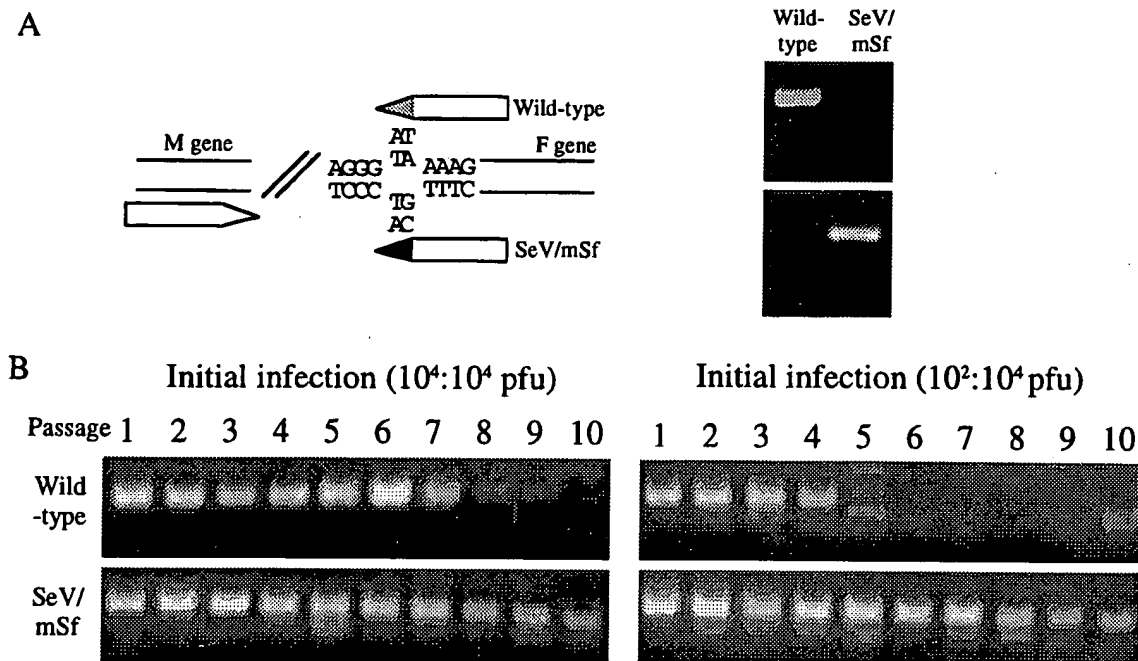 A
Wild-
type
SeV/
mSf
Wild-type
M gene
AT
F gene
AGGG
TA
AAAG
TCCC
TTTC
TG
AC
SeV/mSf
B
Initial infection (10⁴:10⁴ pfu)
Initial infection (10²:10⁴ pfu)
Passage 1 2 3 4 5 6 7 8 9 10
1 2 3 4 5 6 7 8 9 10
Wild
-type
SeV/
mSf